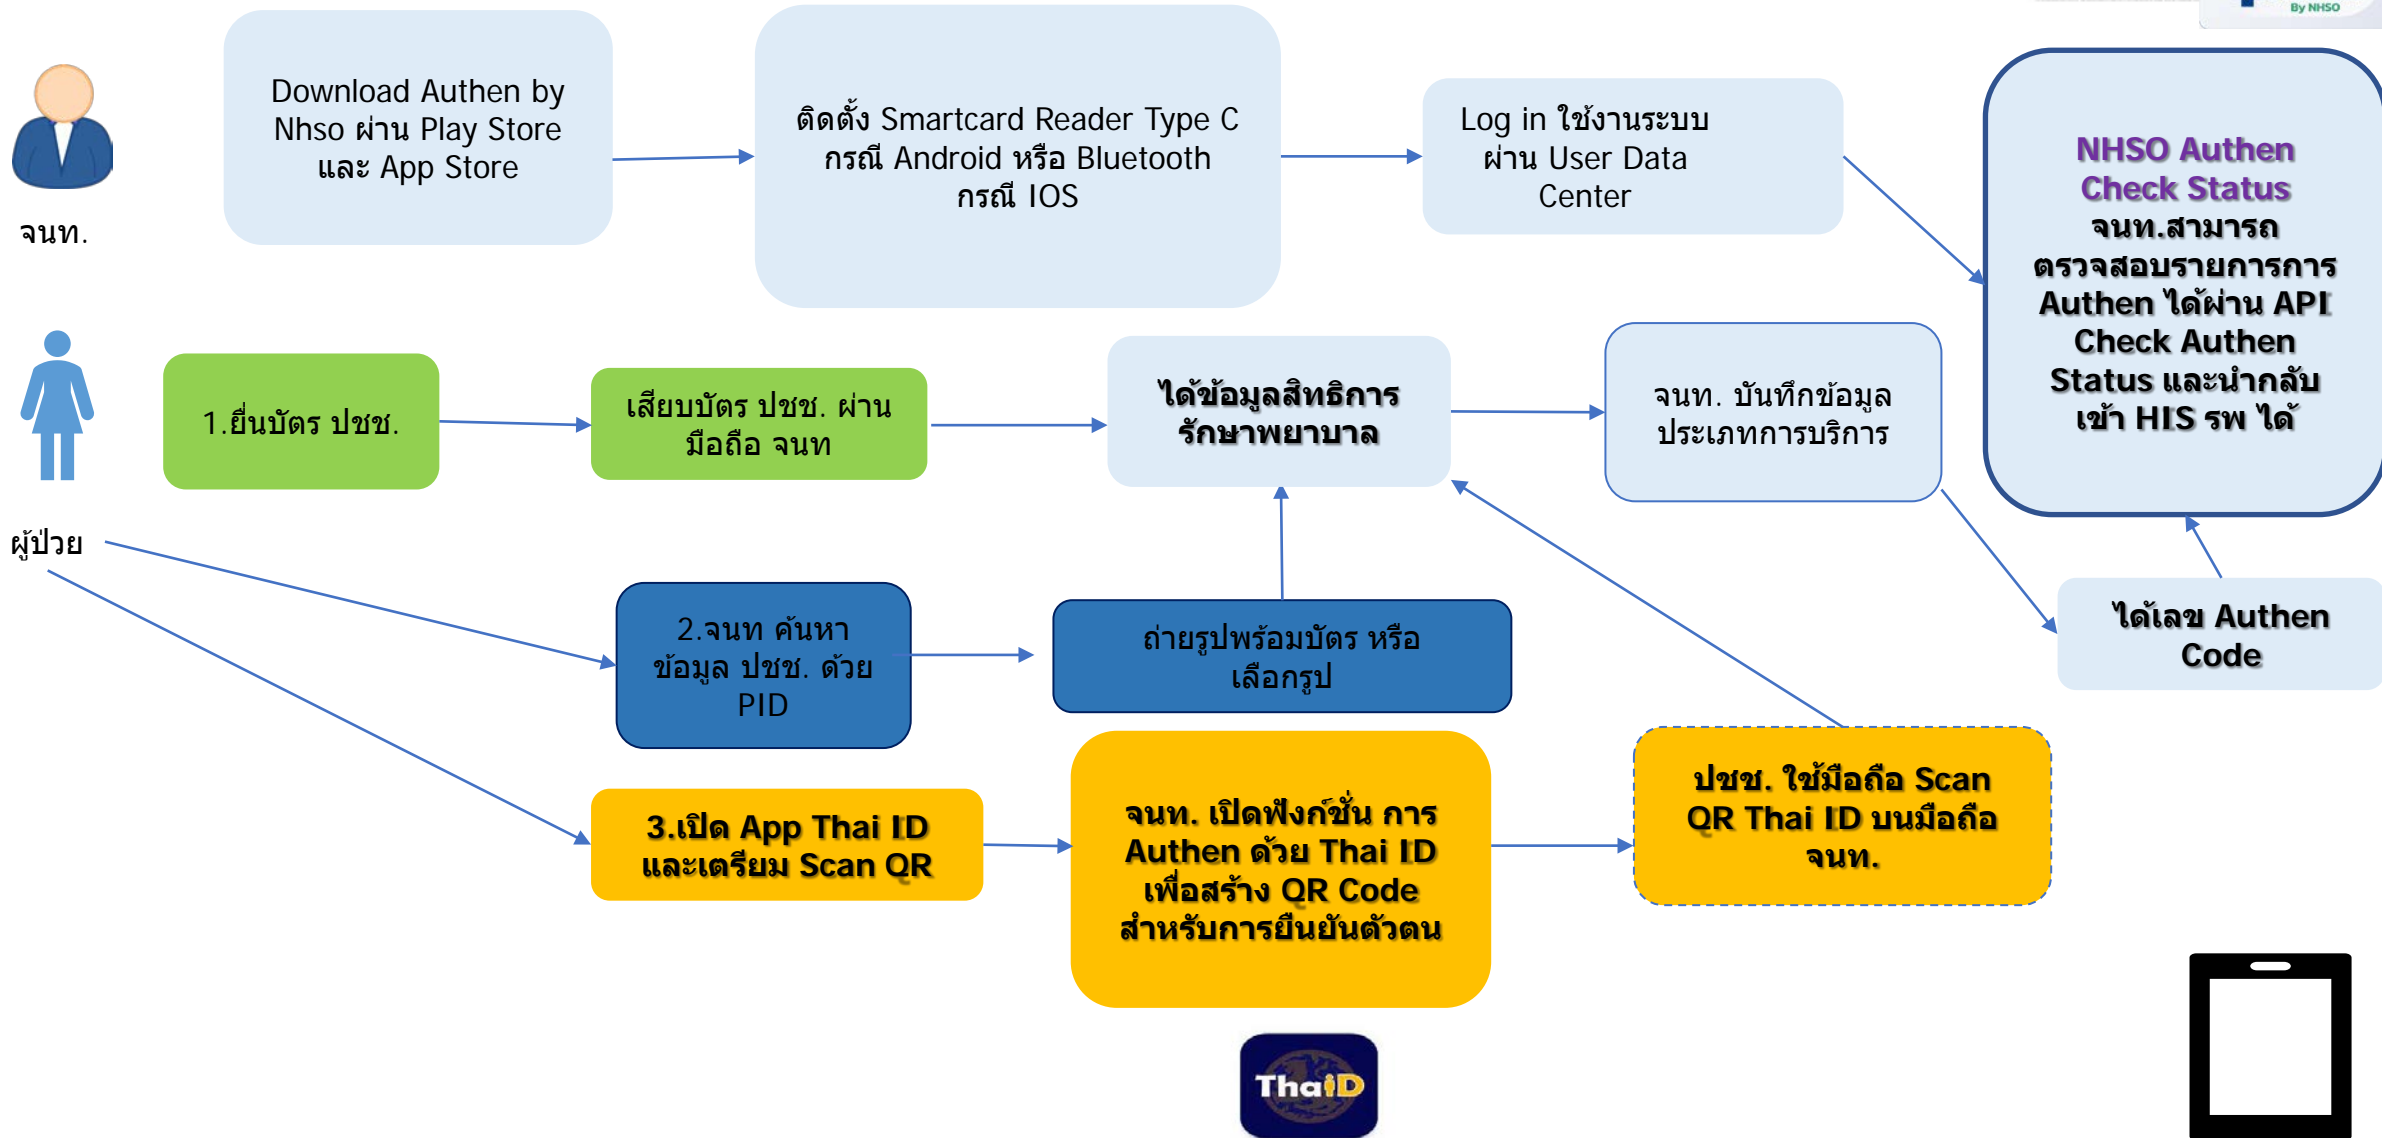 By NHSO
Download Authen by
Nhso ผ่าน Play Store
และ App Store
ติดตั้ง Smartcard Reader Type C
กรณี Android หรือ Bluetooth
กรณี IOS
Log in ใช้งานระบบ
ผ่าน User Data
Center
NHSO Authen
Check Status
จนท.สามารถ
ตรวจสอบรายการการ
Authen ได้ผ่าน API
Check Authen
Status และนำกลับ
เข้า HIS รพ ได้
จนท.
1.ยื่นบัตร ปชช.
เสียบบัตร ปชช. ผ่าน
มือถือ จนท
ได้ข้อมูลสิทธิการ
รักษาพยาบาล
จนท. บันทึกข้อมูล
ประเภทการบริการ
ผู้ป่วย
2.จนท ค้นหา
ข้อมูล ปชช. ด้วย
PID
ถ่ายรูปพร้อมบัตร หรือ
เลือกรูป
ได้เลข Authen
Code
3.เปิด App Thai ID
และเตรียม Scan QR
จนท. เปิดฟังก์ชั่น การ
Authen ด้วย Thai ID
เพื่อสร้าง QR Code
สำหรับการยืนยันตัวตน
ปชช. ใช้มือถือ Scan
QR Thai ID บนมือถือ
จนท.
ThaiD